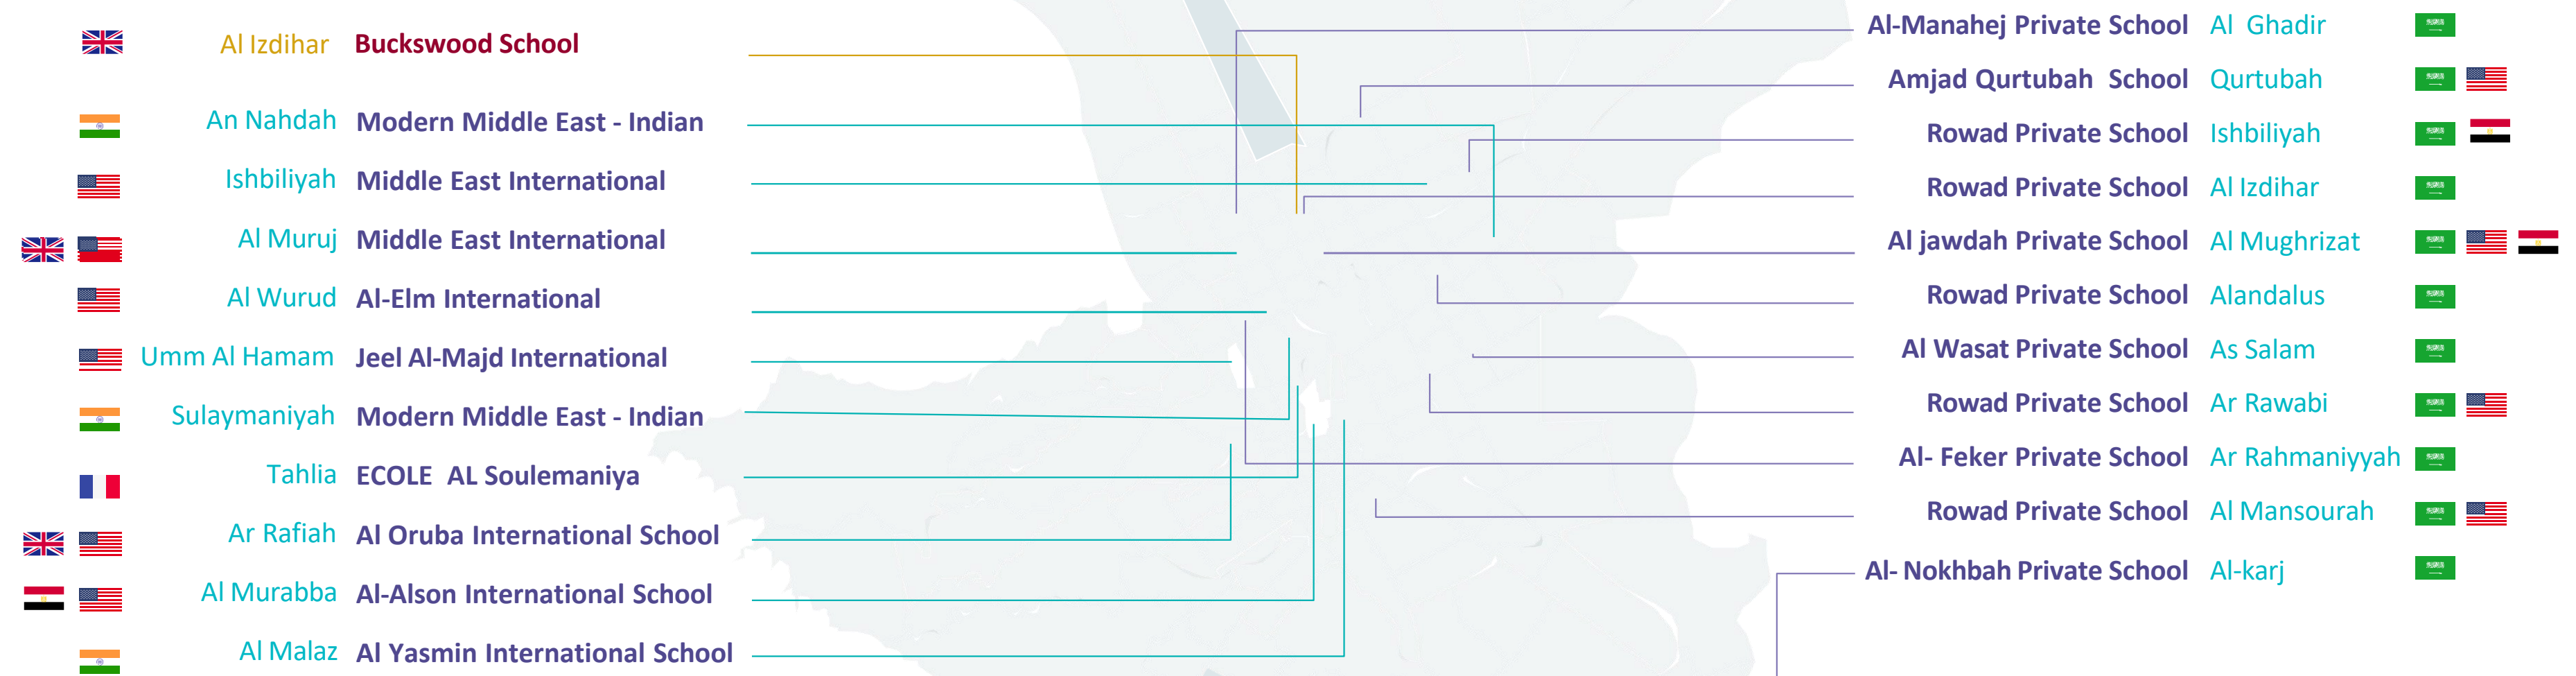 Al Izdihar Buckswood School
An Nahdah Modern Middle East - Indian
Ishbiliyah Middle East International
Al Muruj Middle East International
Al Wurud Al-Elm International
Umm Al Hamam Jeel Al-Majd International
Sulaymaniyah Modern Middle East - Indian
Tahlia ECOLE AL Soulemaniya
Ar Rafiah Al Oruba International School
Al Murabba Al-Alson International School
Al Malaz Al Yasmin International School
Al-Manahej Private School Al Ghadir
Amjad Qurtubah School Qurtubah
Rowad Private School Ishbiliyah
Rowad Private School Al Izdihar
Al jawdah Private School Al Mughrizat
Rowad Private School Alandalus
Al Wasat Private School As Salam
Rowad Private School Ar Rawabi
Al- Feker Private School Ar Rahmaniyyah
Rowad Private School Al Mansourah
Al- Nokhbah Private School Al-karj